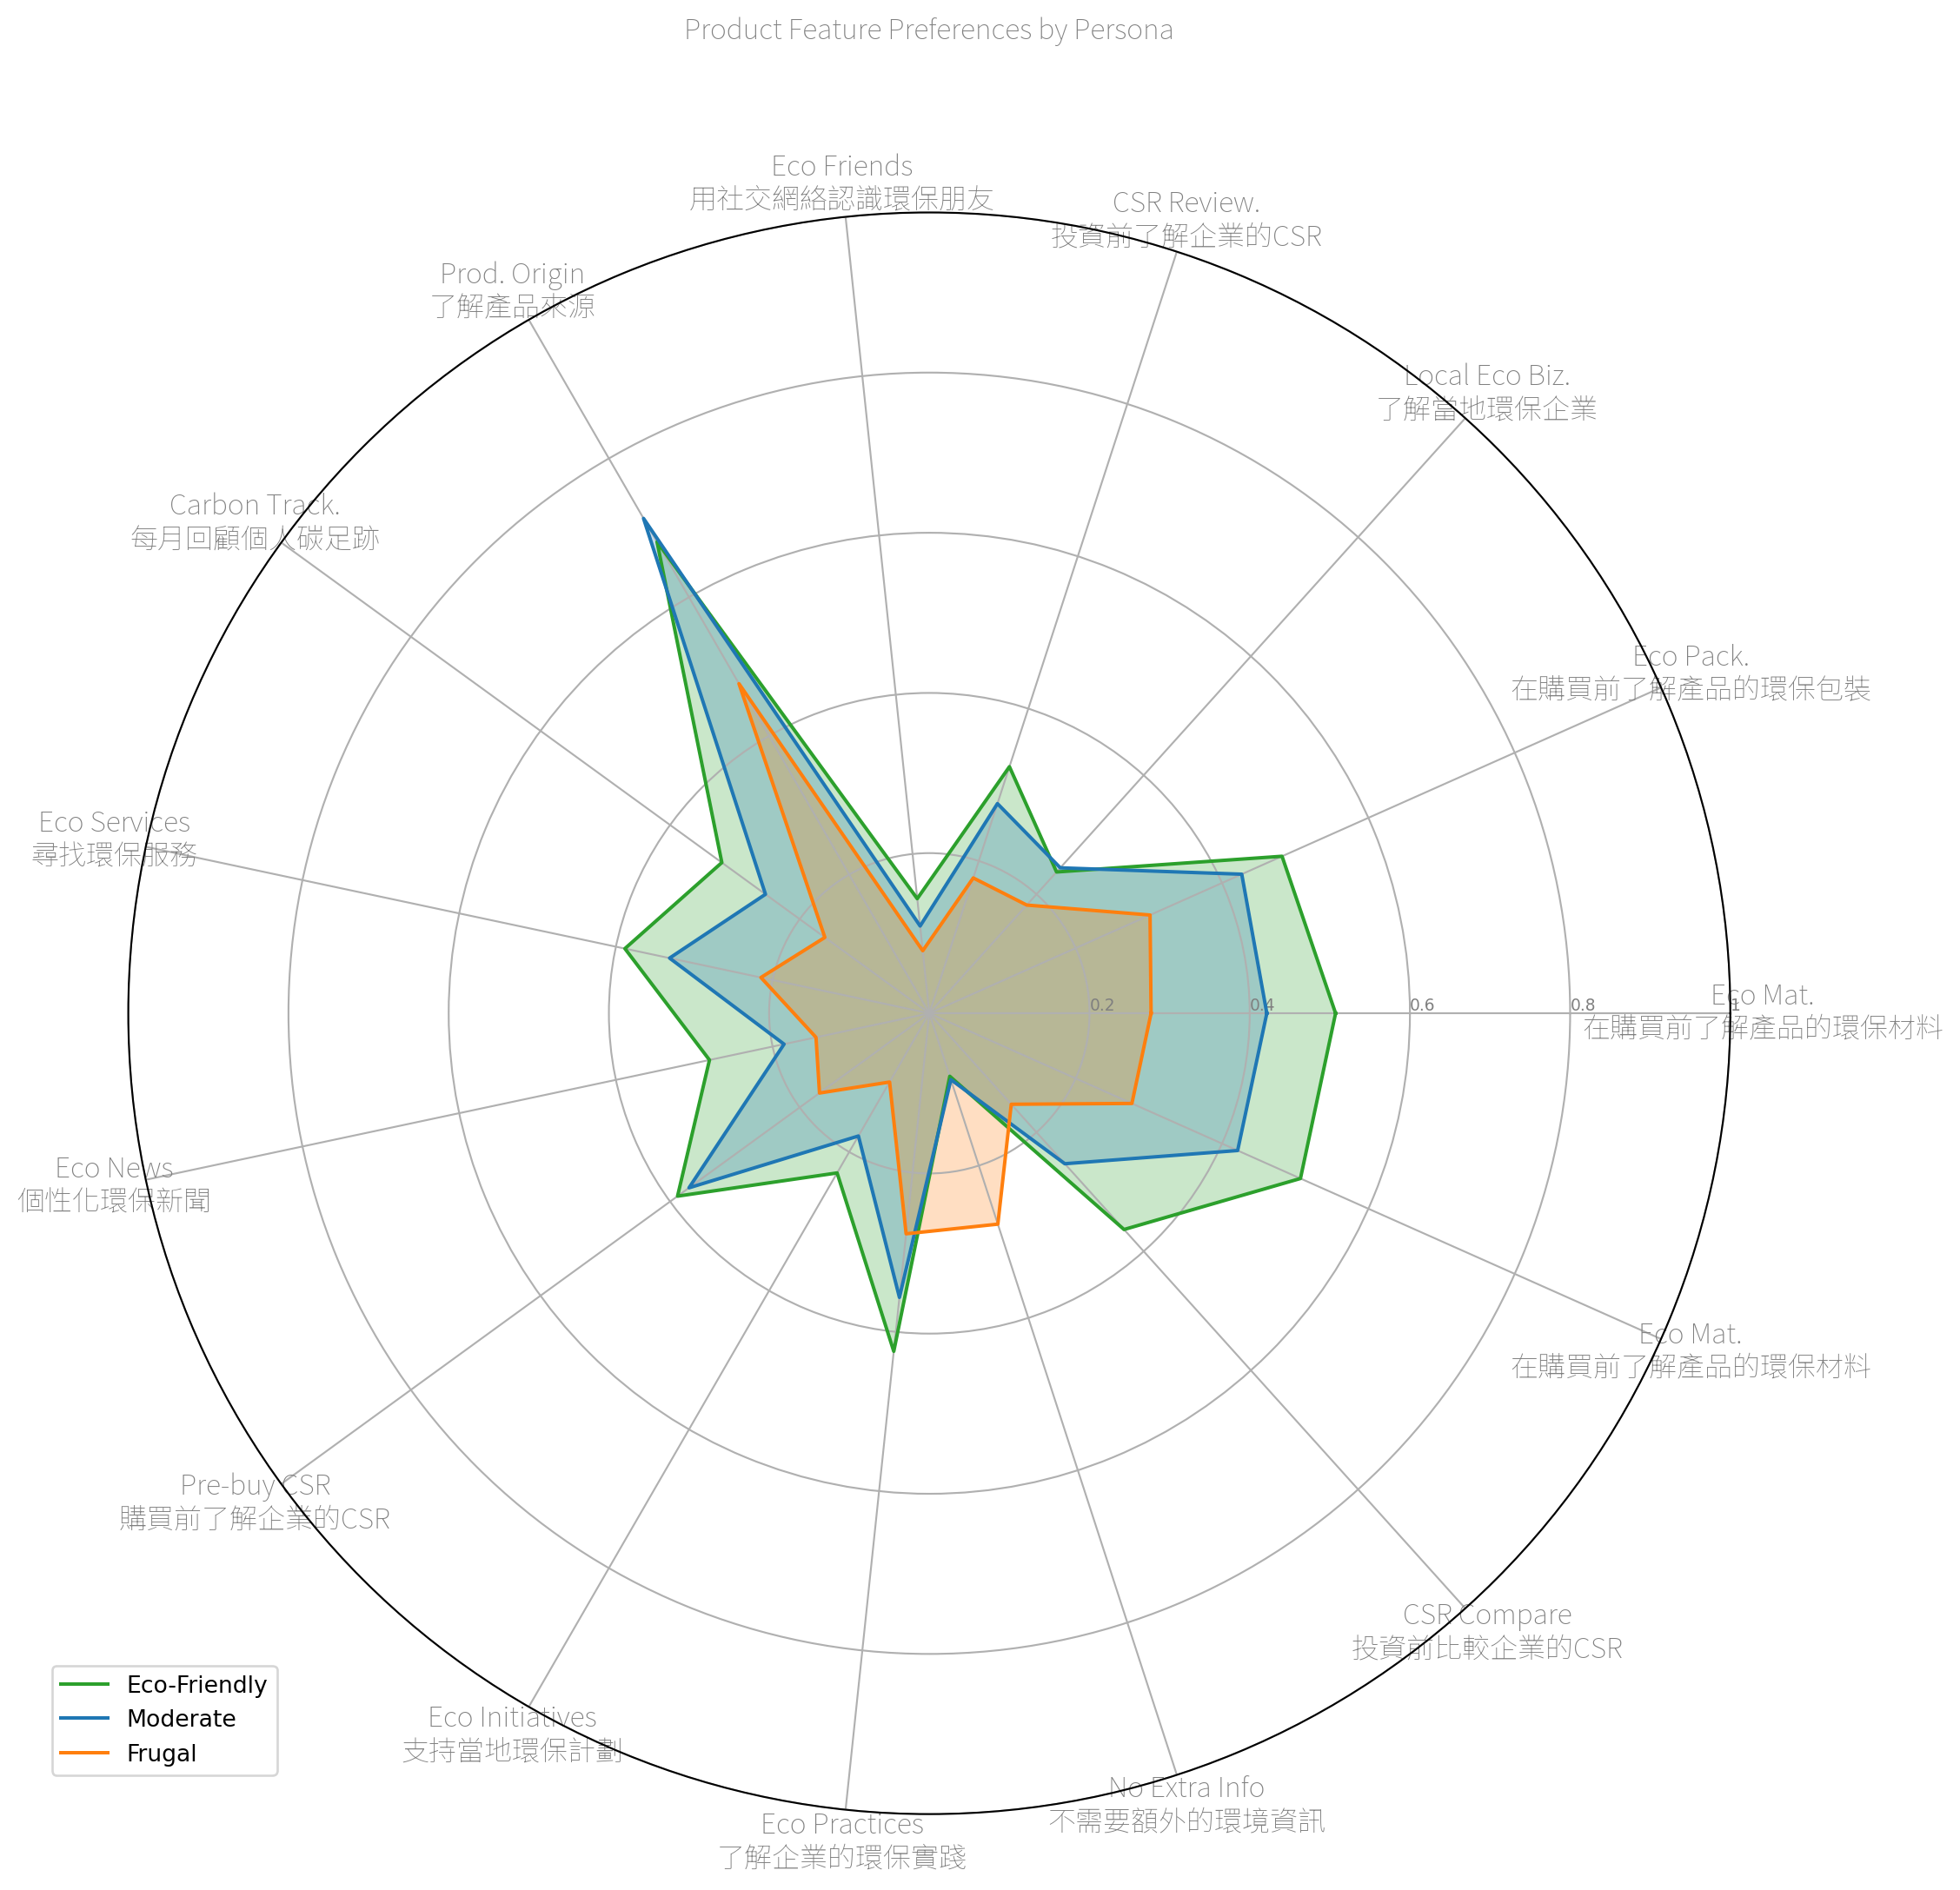 Product Feature Preferences by Persona
Eco Friends
用社交網絡認識環保朋友
CSR Review.
投資前了解企業的CSR
Prod. Origin
了解產品來源
Local Eco Biz.
了解當地環保企業
Carbon Track.
每月回顧個人碳足跡
Eco Pack.
在購買前了解產品的環保包裝
Eco Services
尋找環保服務
0.2
0.4
0.6
0.8
1
Eco Mat.
在購買前了解產品的環保材料
Eco News
個性化環保新聞
Eco Mat.
在購買前了解產品的環保材料
Pre-buy CSR
購買前了解企業的CSR
CSR Compare
投資前比較企業的CSR
Eco Initiatives
支持當地環保計劃
No Extra Info
不需要額外的環境資訊
Eco Practices
了解企業的環保實踐
Eco-Friendly
Moderate
Frugal